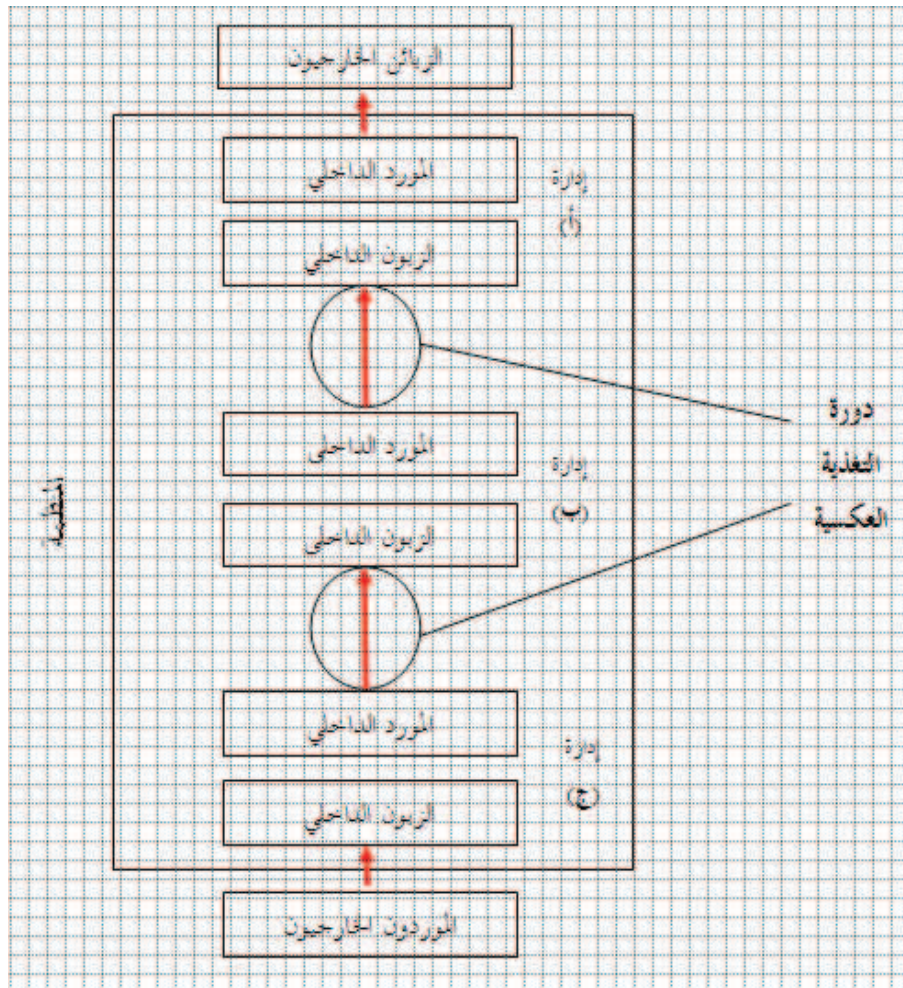 الزبائن الخارجيون
المورد الداخلي
إدارة
(أ)
الزبون الداخلي
دورة
التغذية
العكسية
المورد الداخلي
إدارة
(ب)
الزبون الداخلي
المنظمة
المورد الداخلي
إدارة
(ج)
الزبون الداخلي
الموردون الخارجيون